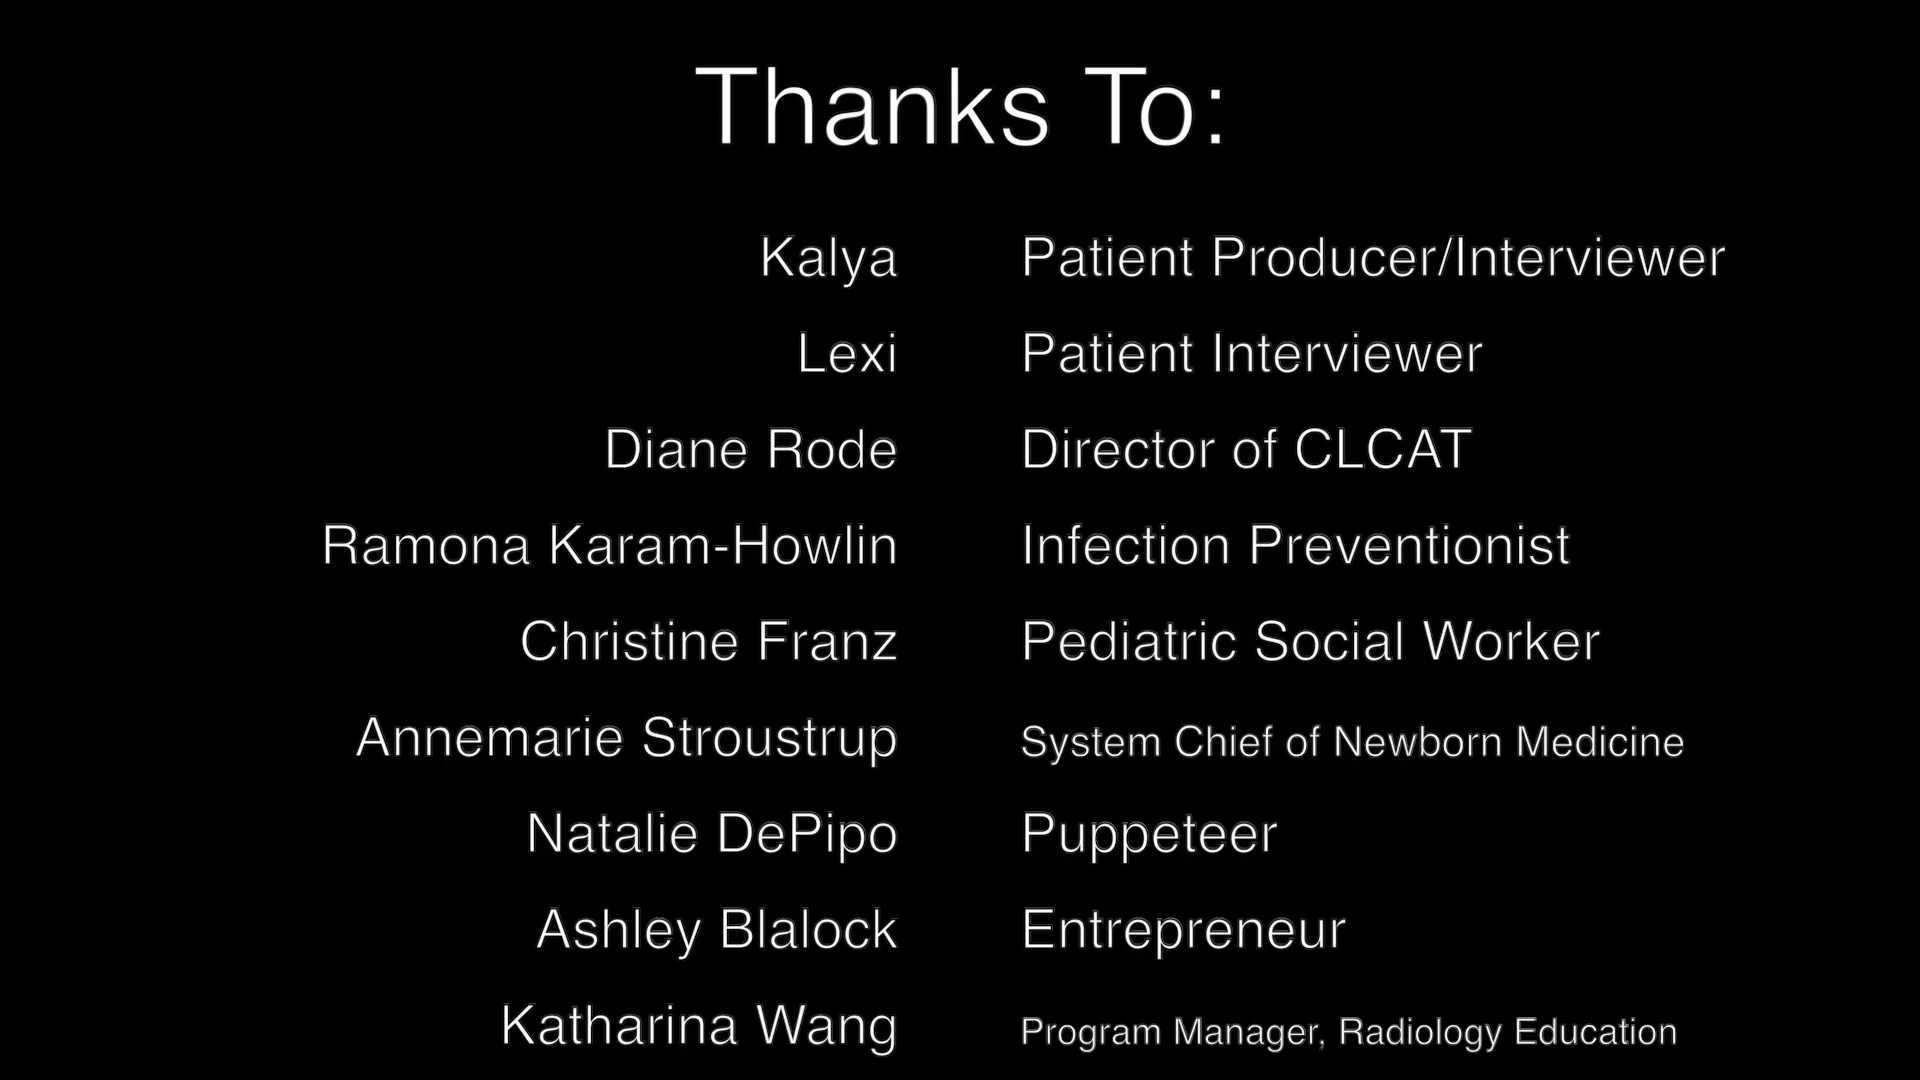 Thanks To:
Kalya Patient Producer/Interviewer
Lexi Patient Interviewer
Diane Rode Director of CLCAT
Ramona Karam-Howlin Infection Preventionist
Christine Franz Pediatric Social Worker
Annemarie Stroustrup System Chief of Newborn Medicine
Natalie DePipo Puppeteer
Ashley Blalock Entrepreneur
Katharina Wang Program Manager, Radiology Education